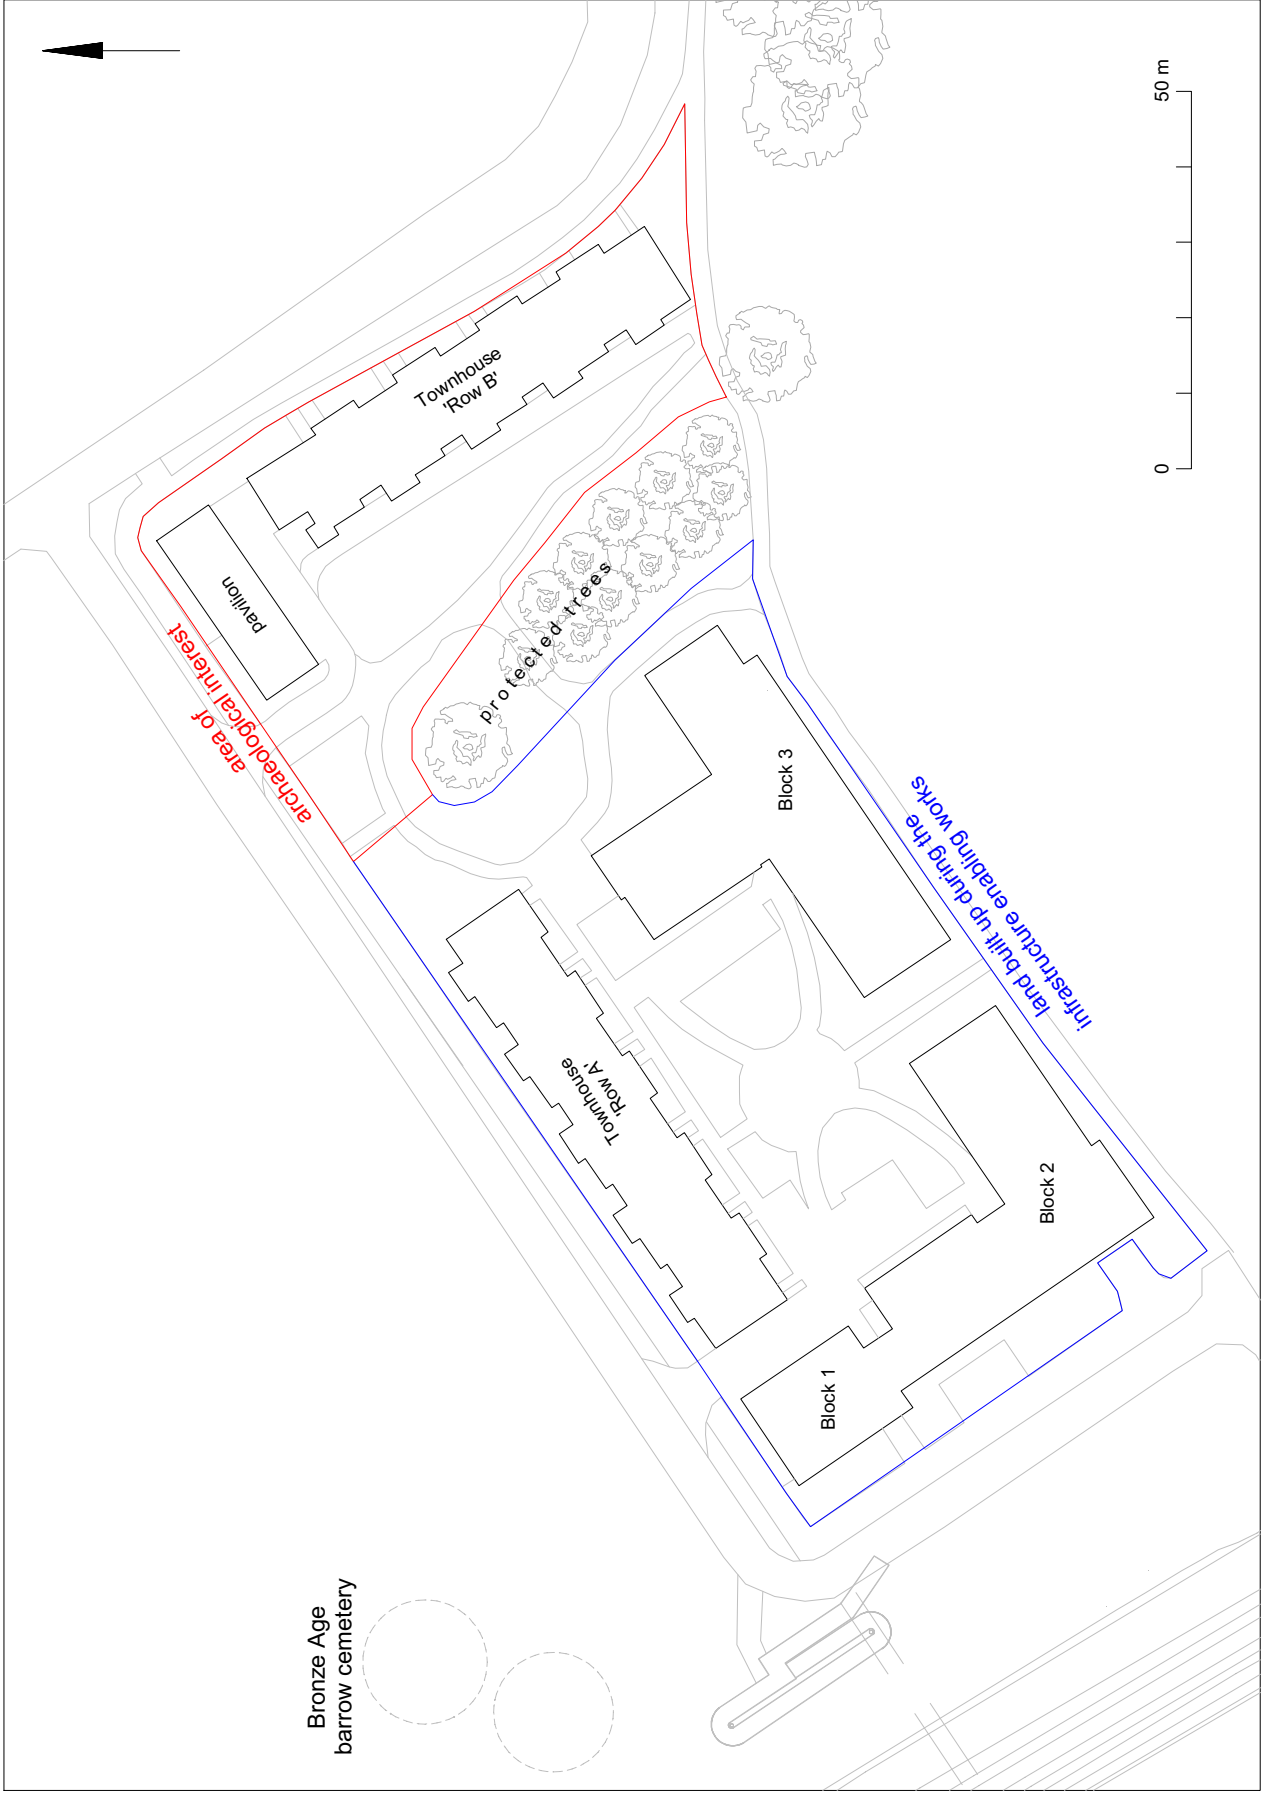 Bronze Age
barrow cemetery
area of
archaeological interest
pavilion
Townhouse
'Row B'
protected trees
Townhouse
'Row A'
Block 1
Block 2
Block 3
land built up during the
infrastructure enabling works
0
50 m